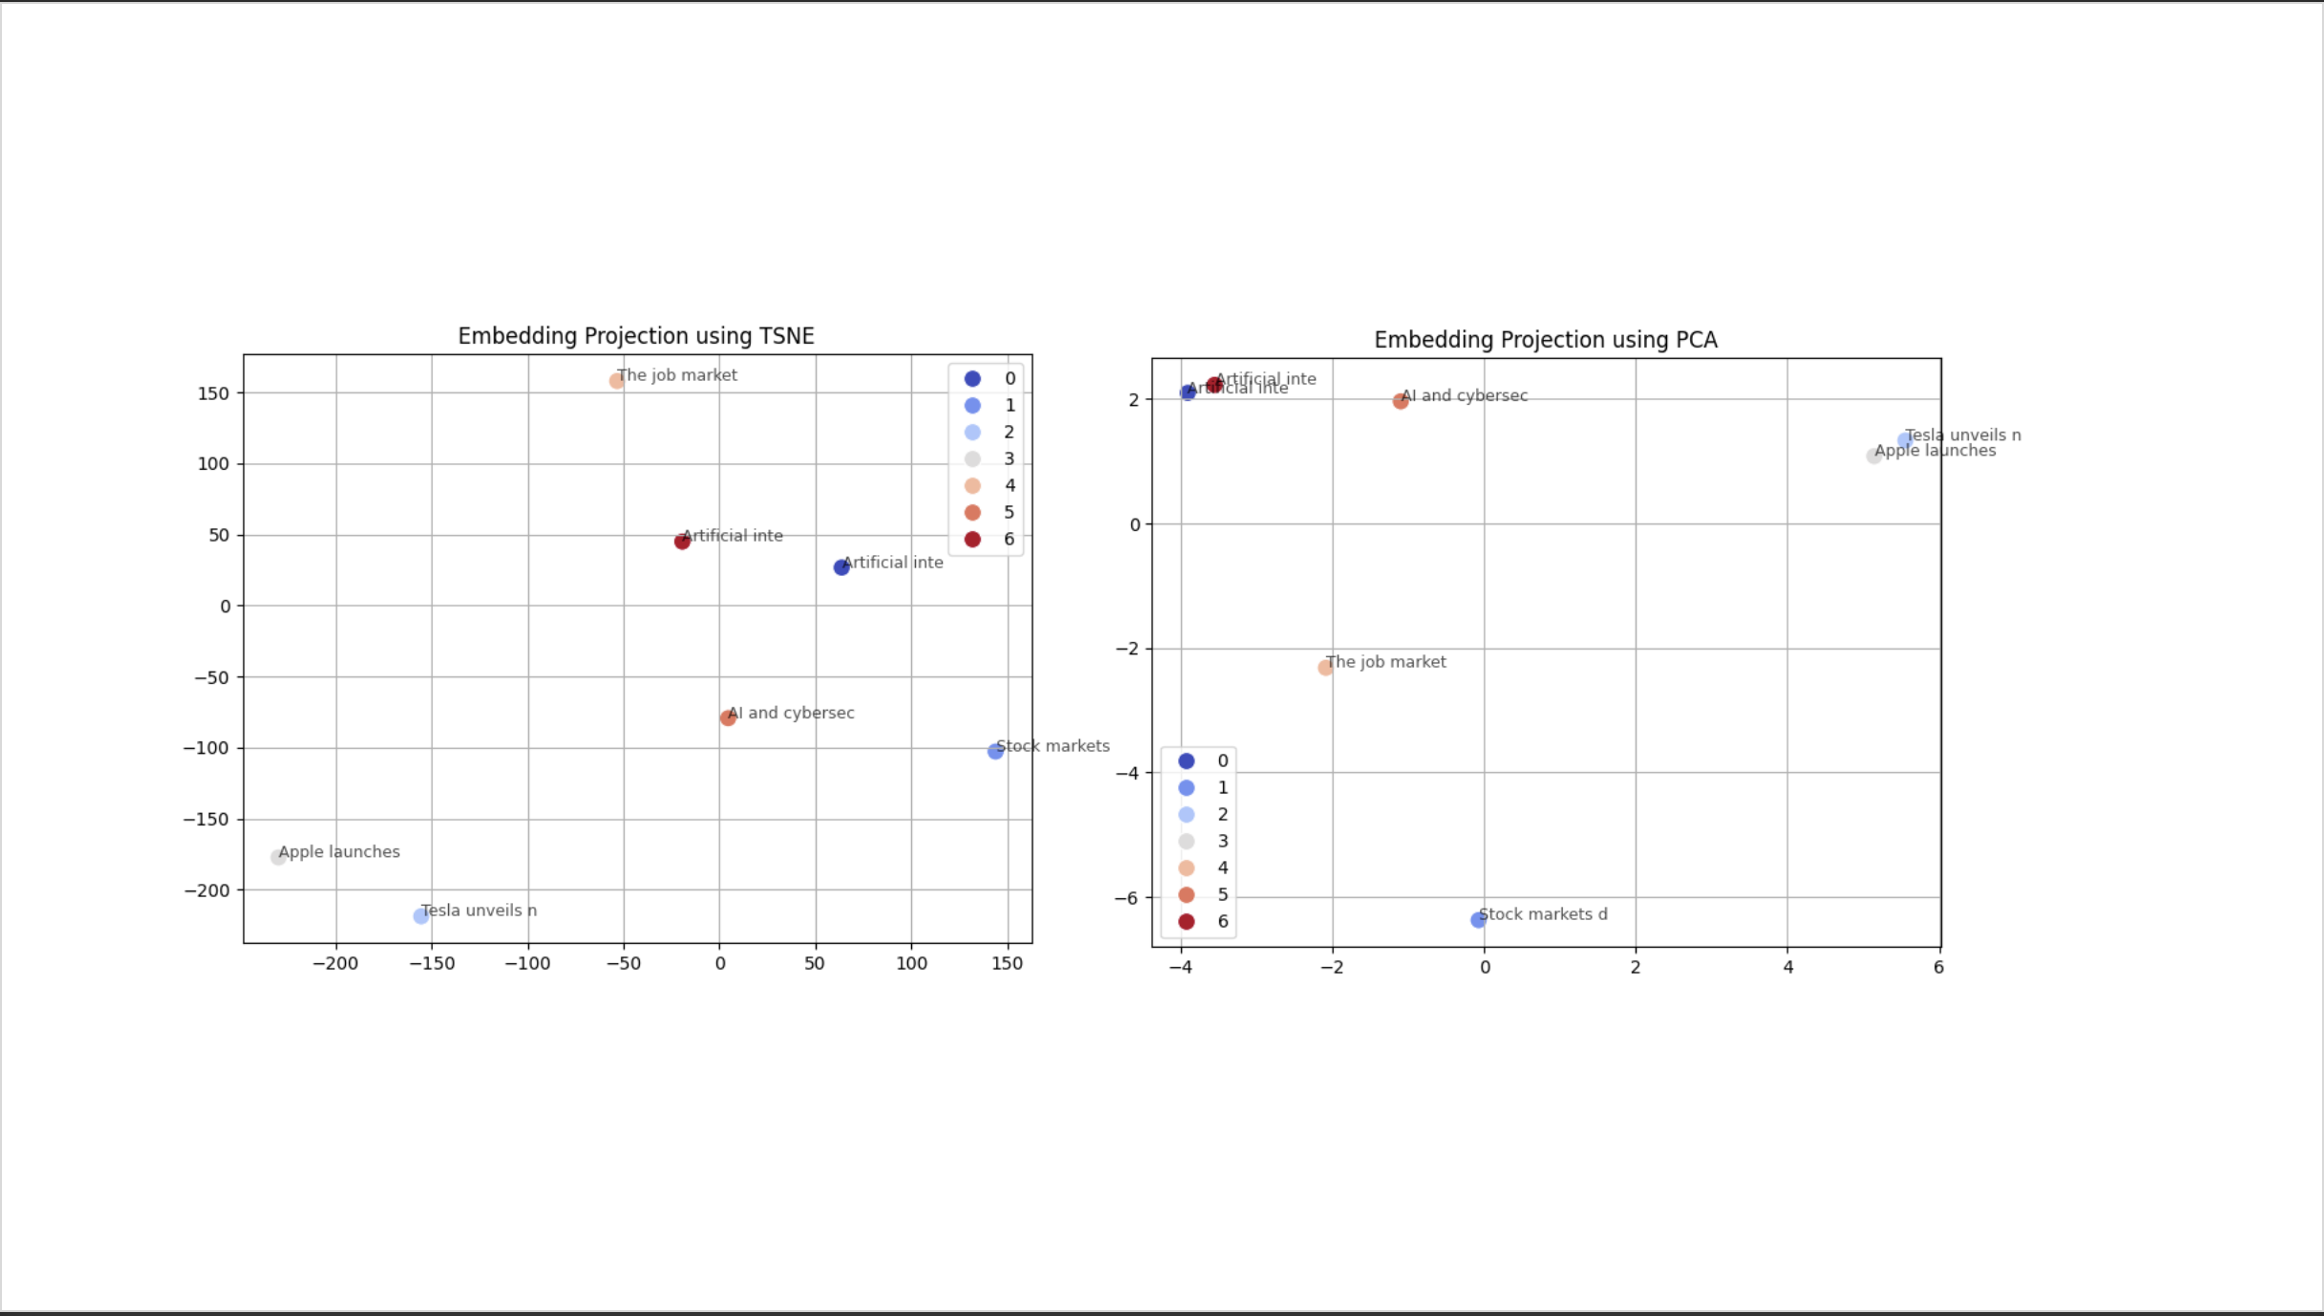 Embedding Projection using TSNE
The job market
Artificial inte
Artificial inte
AI and cybersec
Stock markets
Apple launches
Tesla unveils n
150
100
50
0
−50
−100
−150
−200
−200
−150
−100
−50
0
50
100
150
0
1
2
3
4
5
6
Embedding Projection using PCA
Artificial inte
Artificial inte
AI and cybersec
Tesla unveils n
Apple launches
The job market
Stock markets d
2
0
−2
−4
−6
−4
−2
0
2
4
6
0
1
2
3
4
5
6